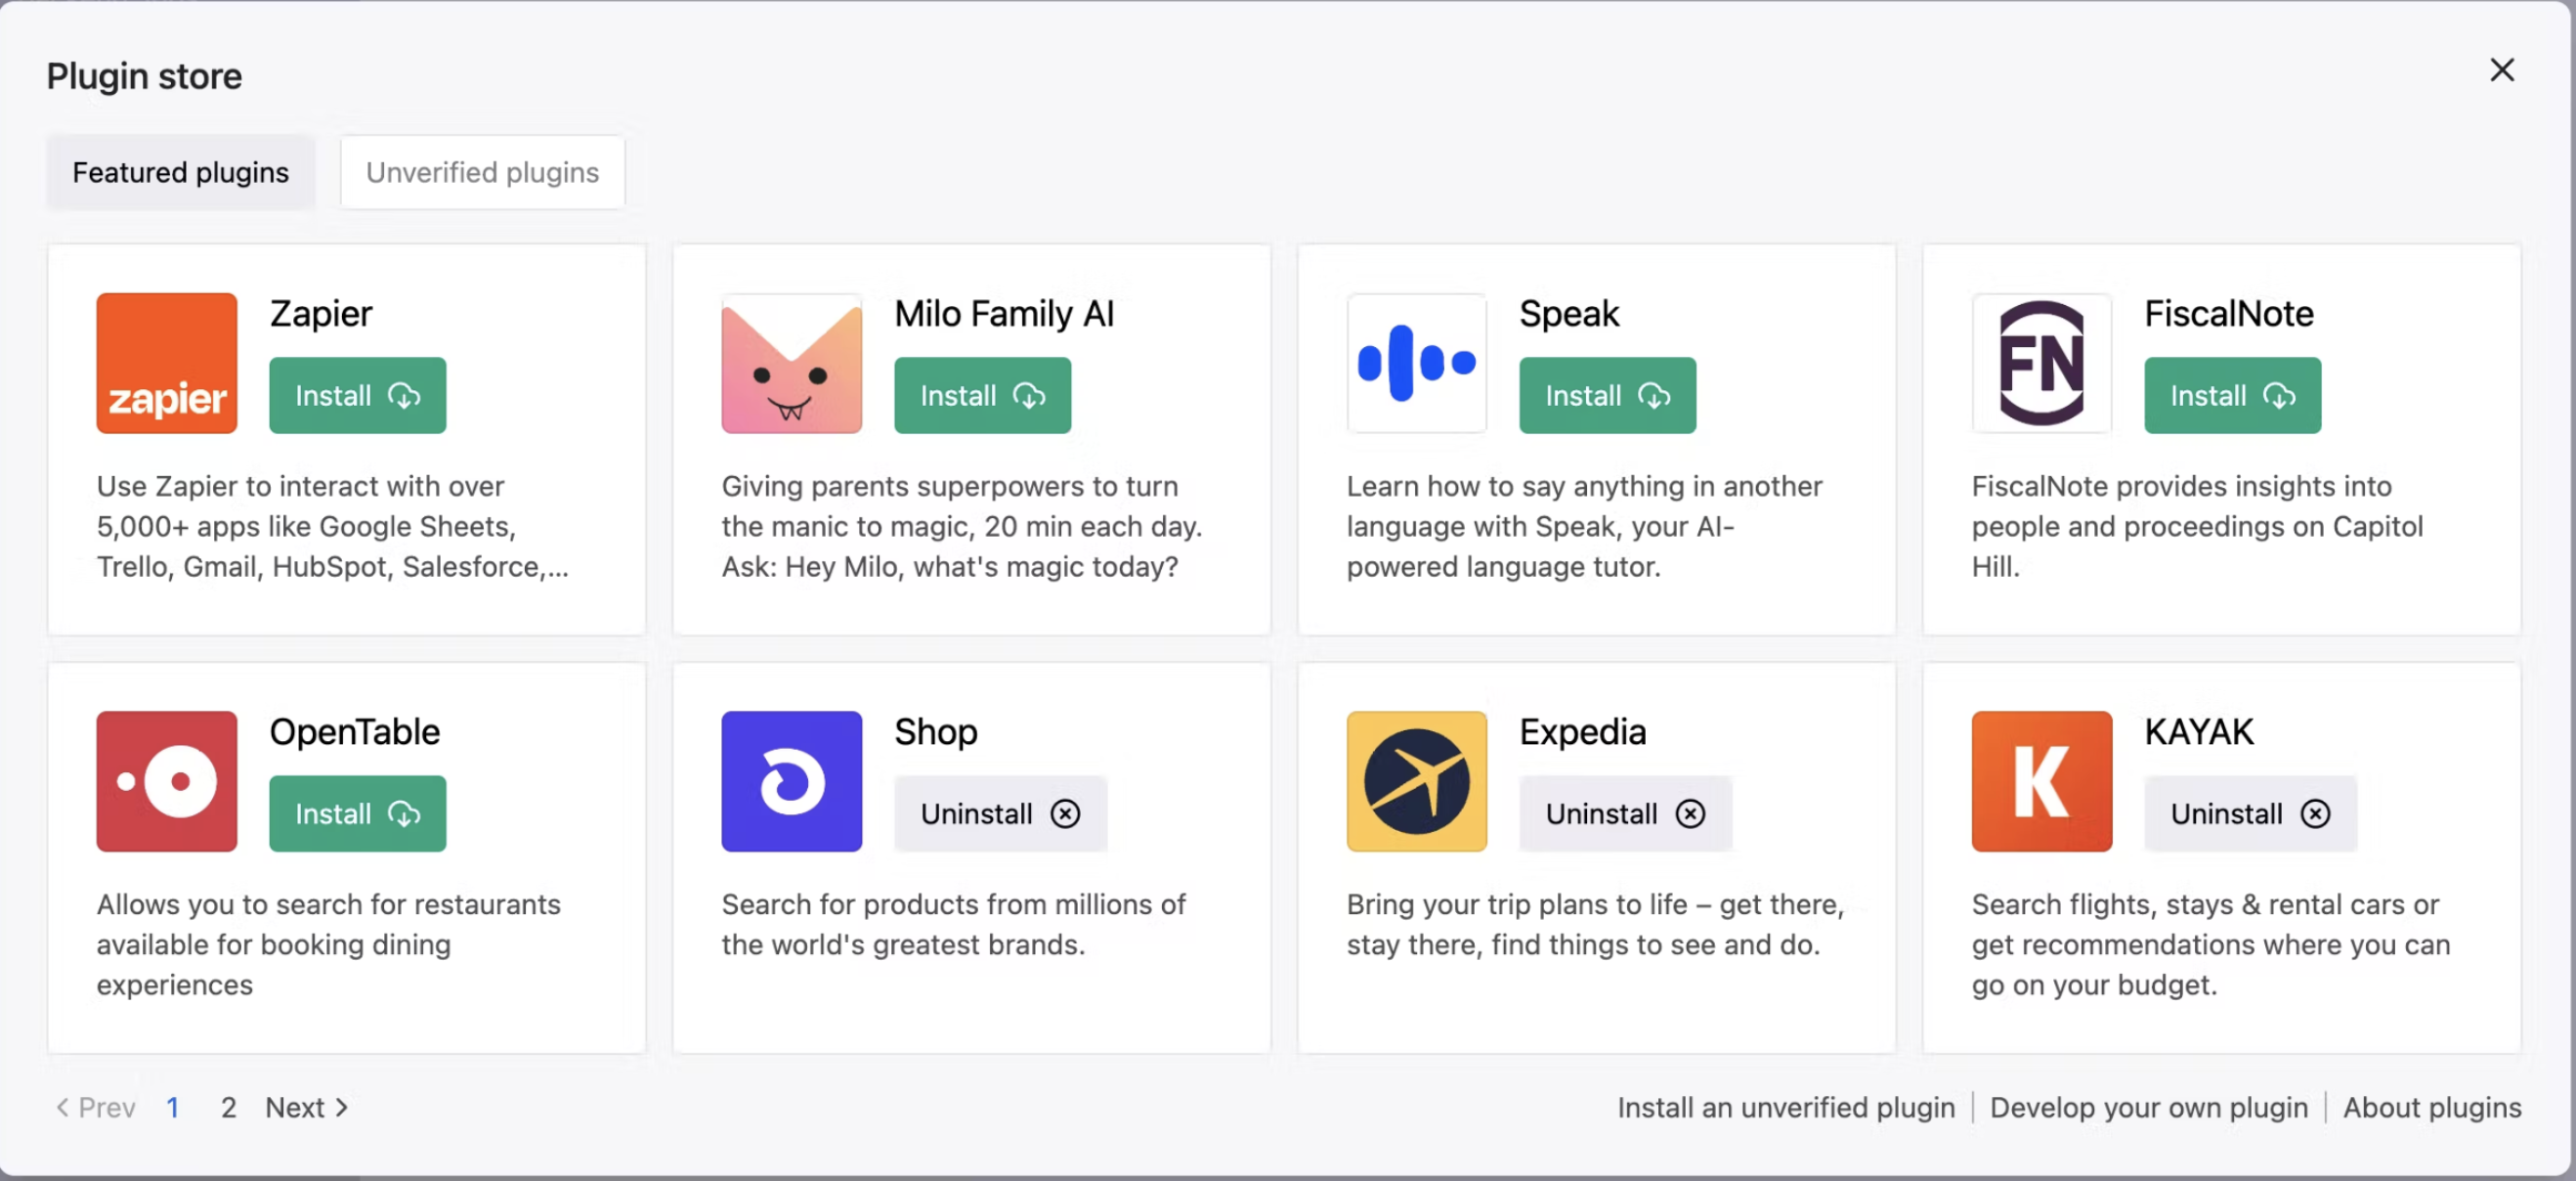 Plugin store
Featured plugins
Unverified plugins
zapier
Zapier
Install
Use Zapier to interact with over
5,000+ apps like Google Sheets,
Trello, Gmail, HubSpot, Salesforce,...
Milo Family AI
Install
Giving parents superpowers to turn
the manic to magic, 20 min each day.
Ask: Hey Milo, what's magic today?
Speak
Install
Learn how to say anything in another
language with Speak, your AI-
powered language tutor.
FN
FiscalNote
Install
FiscalNote provides insights into
people and proceedings on Capitol
Hill.
OpenTable
Install
Allows you to search for restaurants
available for booking dining
experiences
Shop
Uninstall
Search for products from millions of
the world's greatest brands.
Expedia
Uninstall
Bring your trip plans to life – get there,
stay there, find things to see and do.
K
KAYAK
Uninstall
Search flights, stays & rental cars or
get recommendations where you can
go on your budget.
Prev 1 2 Next
Install an unverified plugin | Develop your own plugin | About plugins